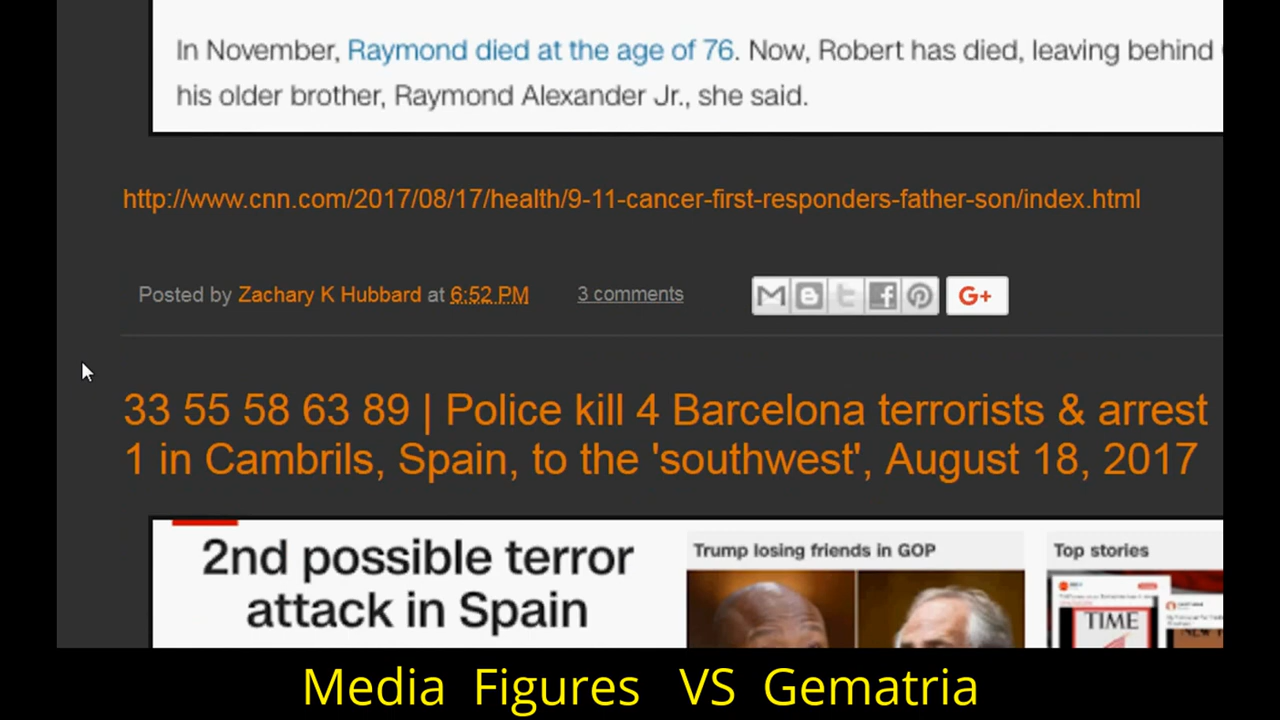 In November, Raymond died at the age of 76. Now, Robert has died, leaving behind
his older brother, Raymond Alexander Jr., she said.
http://www.cnn.com/2017/08/17/health/9-11-cancer-first-responders-father-son/index.html
Posted by Zachary K Hubbard at 6:52 PM 3 comments G+
33 55 58 63 89 | Police kill 4 Barcelona terrorists & arrest
1 in Cambrils, Spain, to the 'southwest', August 18, 2017
2nd possible terror
attack in Spain
Trump losing friends in GOP
Top stories
TIME
Media Figures VS Gematria